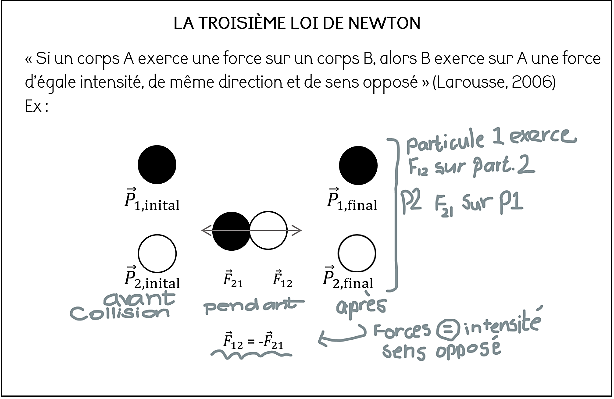 LA TROISIÈME LOI DE NEWTON
« Si un corps A exerce une force sur un corps B, alors B exerce sur A une force
d'égale intensité, de même direction et de sens opposé » (Larousse, 2006)
Ex :
particule 1 exerce
F₁₂ sur part. 2
P2 F₂₁ sur P1
P⃗₁,inital
P⃗₁,final
P⃗₂,inital
F⃗₂₁ F⃗₁₂
P⃗₂,final
avant
Collision
pendant
après
F⃗₁₂ = -F⃗₂₁
Forces = intensité
sens opposé